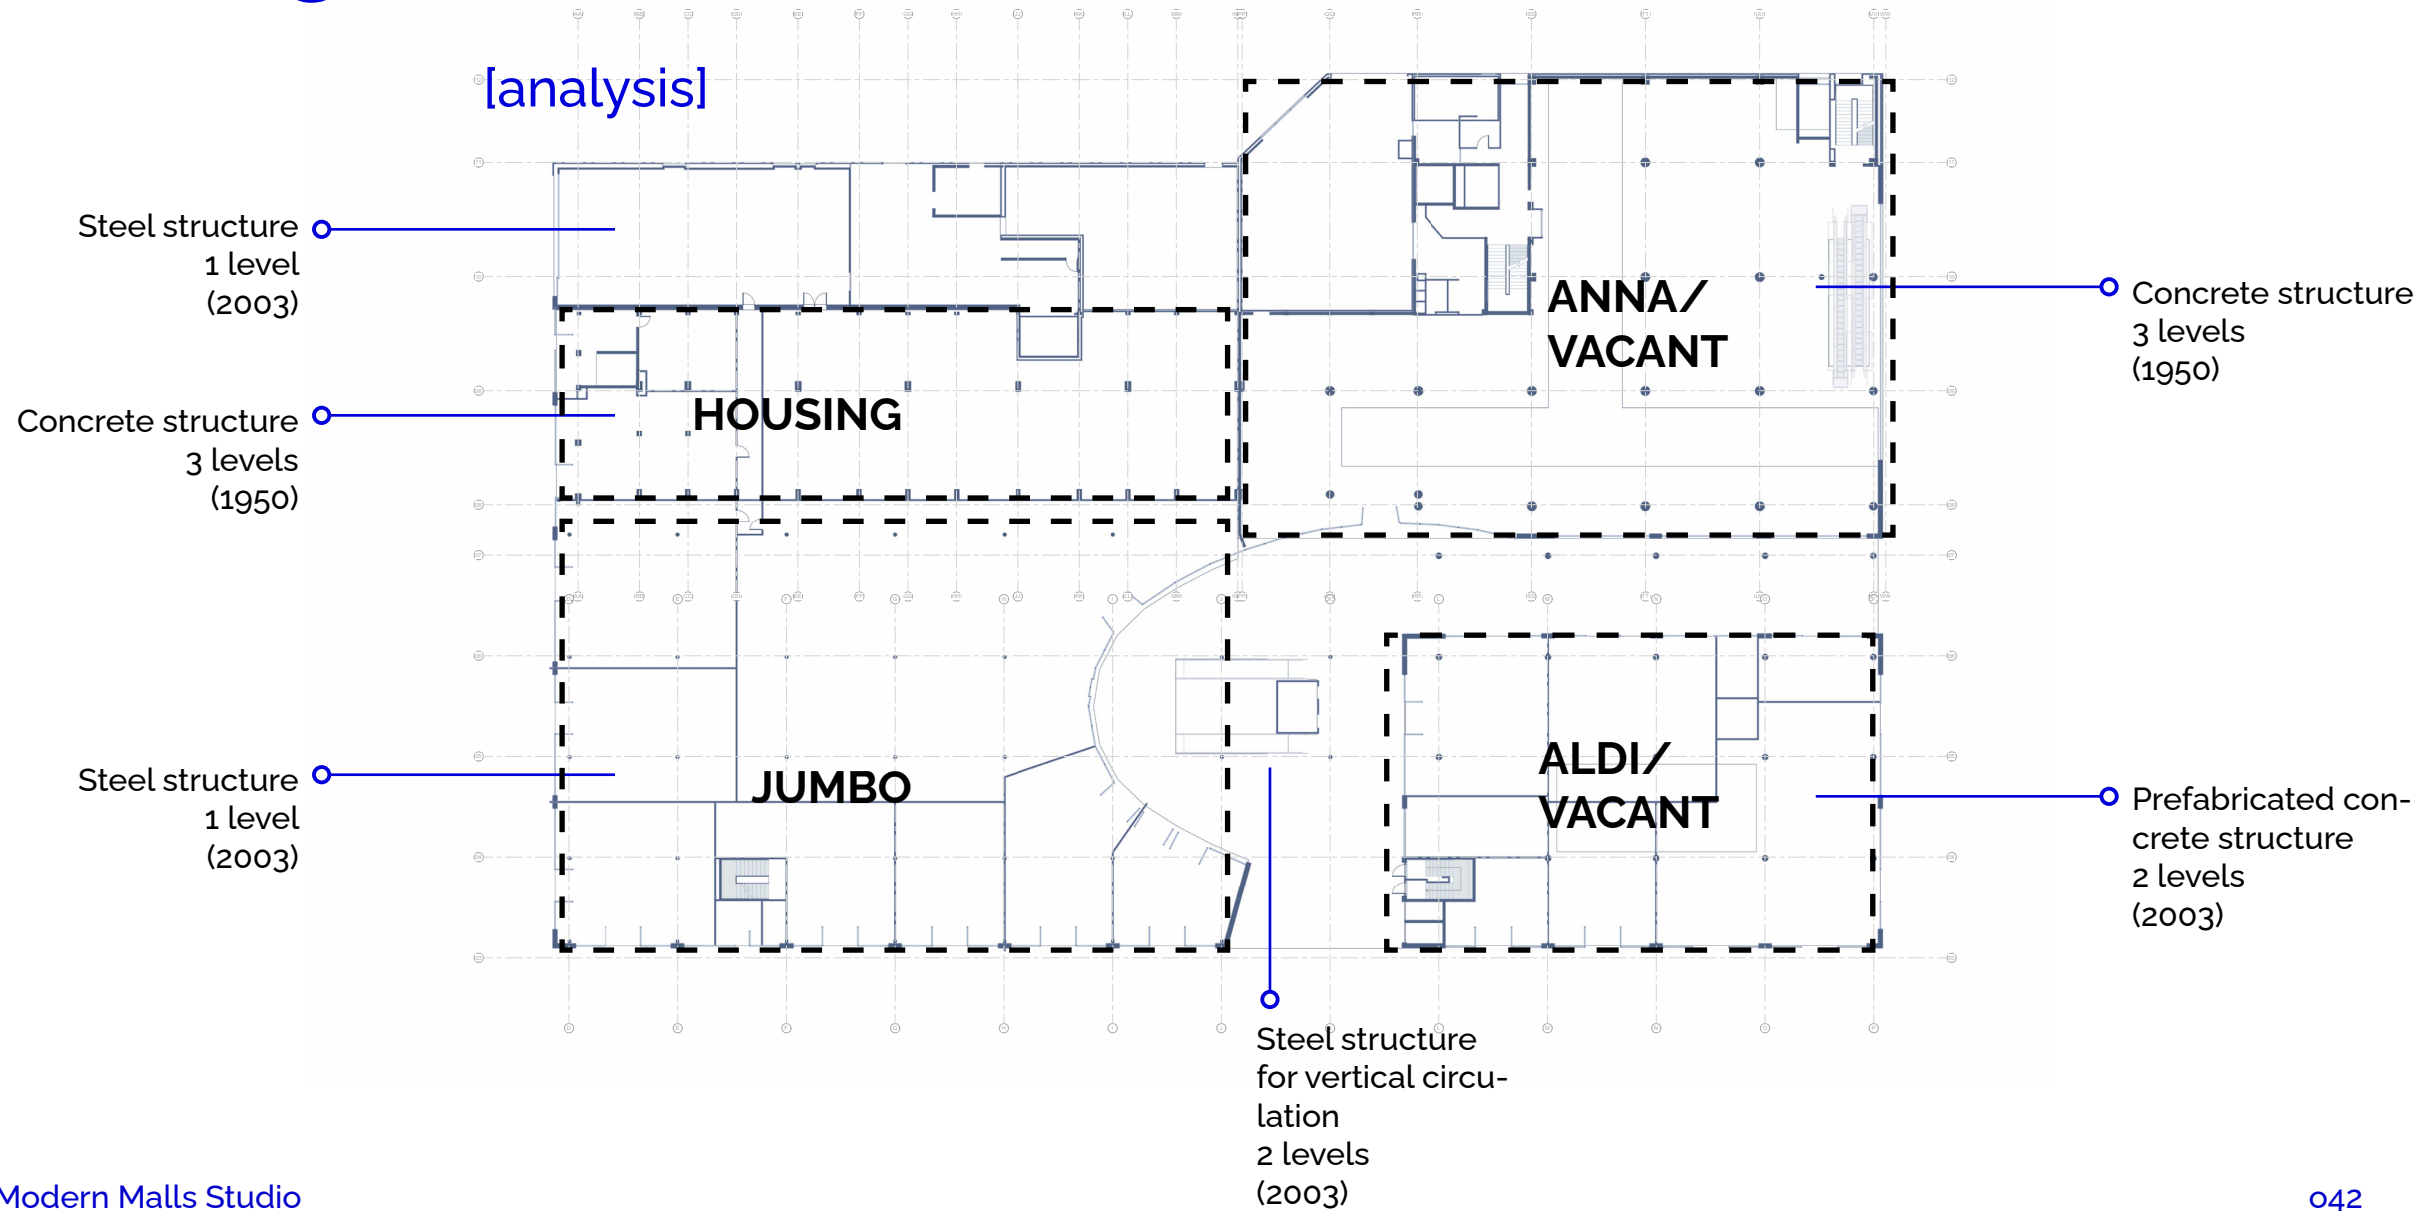 [analysis]
Steel structure
1 level
(2003)
Concrete structure
3 levels
(1950)
Steel structure
1 level
(2003)
HOUSING
JUMBO
ANNA/
VACANT
ALDI/
VACANT
Concrete structure
3 levels
(1950)
Prefabricated con-
crete structure
2 levels
(2003)
Steel structure
for vertical circu-
lation
2 levels
(2003)
Modern Malls Studio
042